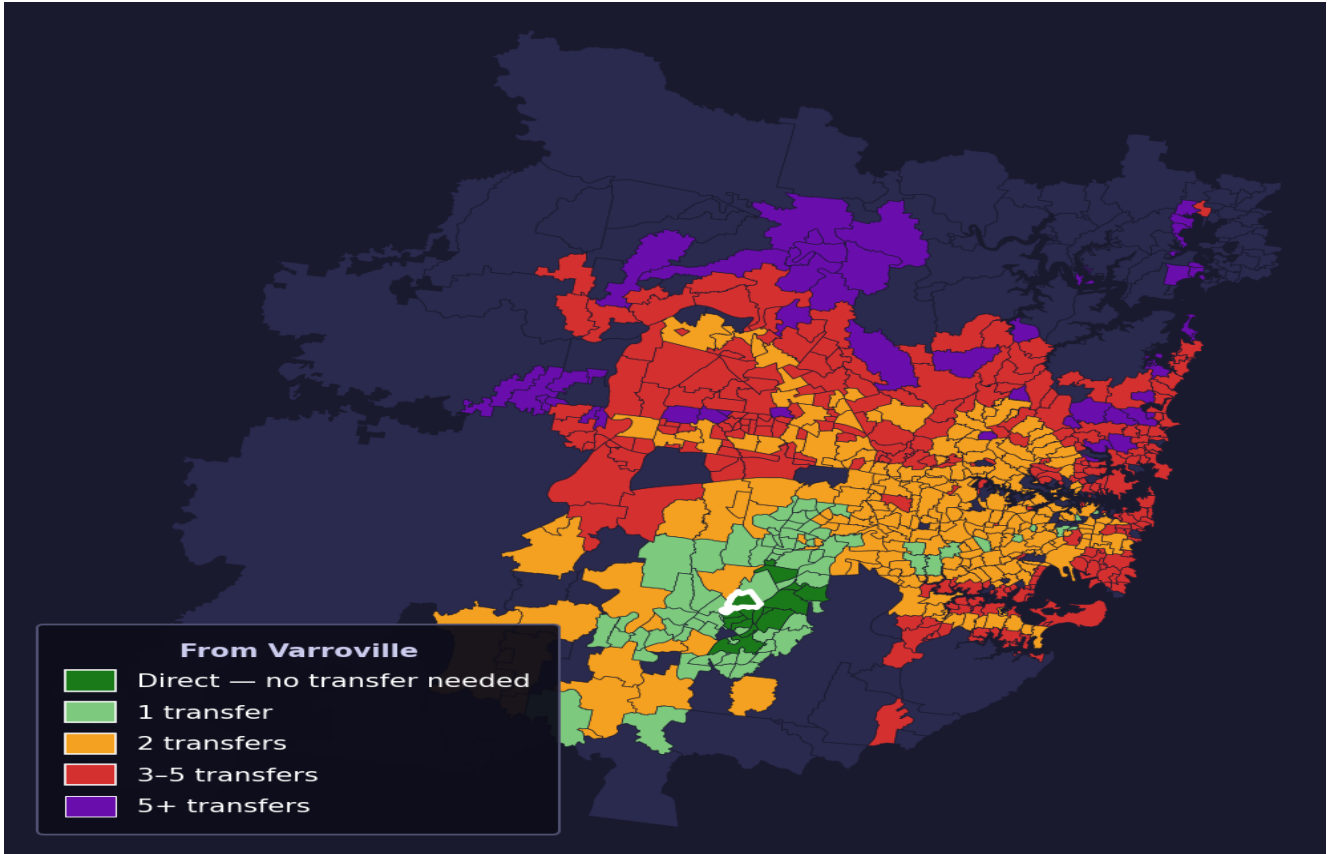 From Varroville
Direct — no transfer needed
1 transfer
2 transfers
3–5 transfers
5+ transfers